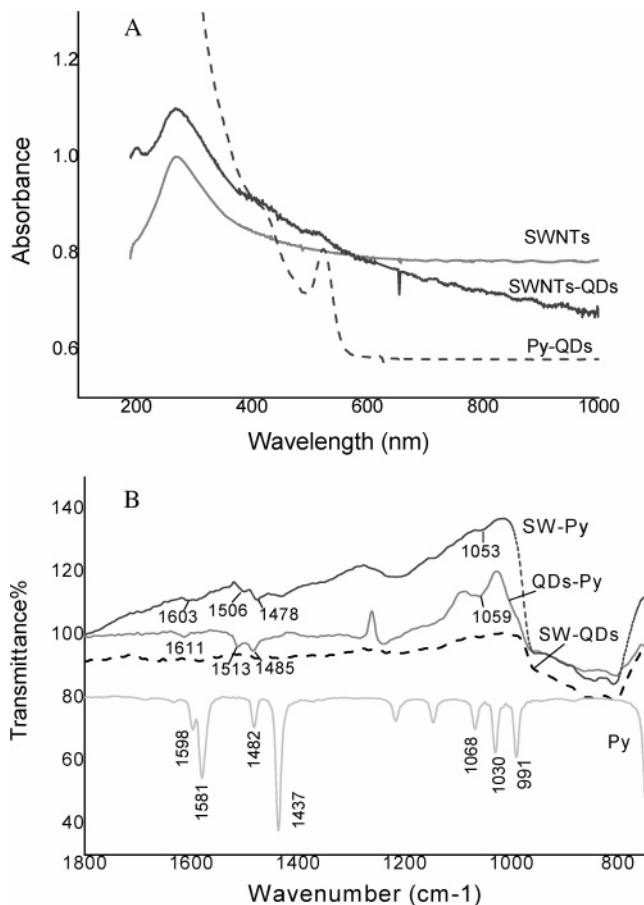 A
1.2
1.0
0.8
0.6
Absorbance
SWNTs
SWNTs-QDs
Py-QDs
200 400 600 800 1000
Wavelength (nm)
B
140
120
100
80
60
40
Transmittance%
SW-Py
1053
QDs-Py
1603 1506 1478
1059
SW-QDs
1611 1513 1485
Py
1598 1581 1482 1437 1068 1030 991
1800 1600 1400 1200 1000 800
Wavenumber (cm-1)